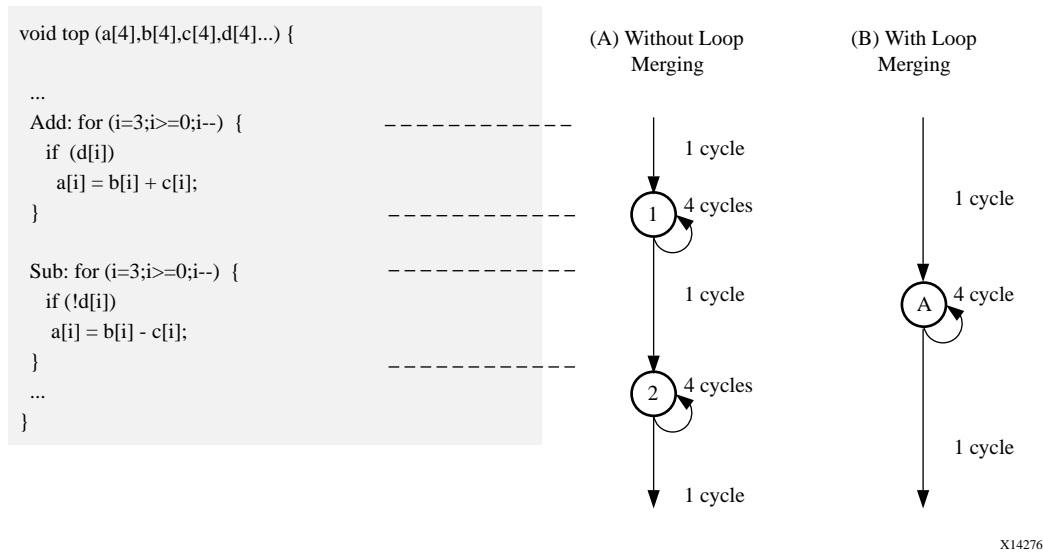 void top (a[4],b[4],c[4],d[4]...) {
...
Add: for (i=3;i>=0;i--) {
if (d[i])
a[i] = b[i] + c[i];
}
Sub: for (i=3;i>=0;i--) {
if (!d[i])
a[i] = b[i] - c[i];
}
...
}
(A) Without Loop
Merging
1 cycle
1
4 cycles
1 cycle
2
4 cycles
1 cycle
(B) With Loop
Merging
1 cycle
A
4 cycle
1 cycle
X14276